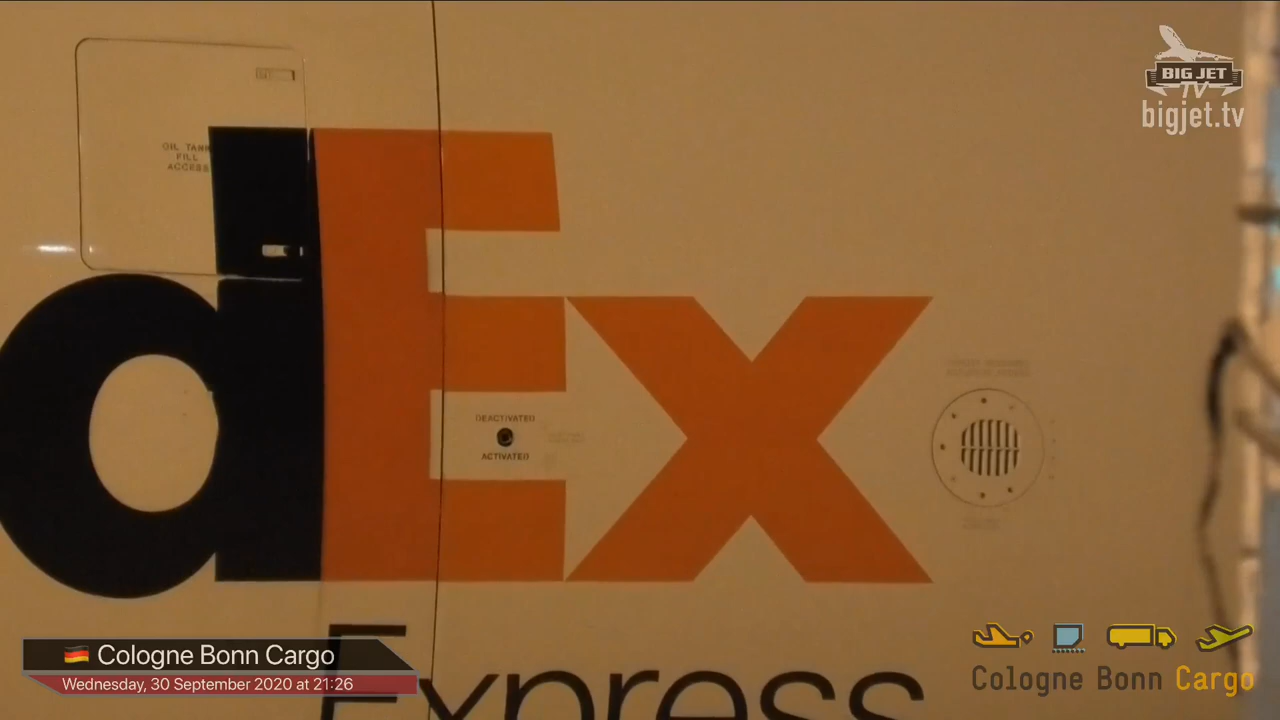 BIG JET
TV
bigjet.tv
OIL TANK
FILL
ACCESS
dEx
DEACTIVATED
ACTIVATED
Express
Cologne Bonn Cargo
Wednesday, 30 September 2020 at 21:26
Cologne Bonn Cargo